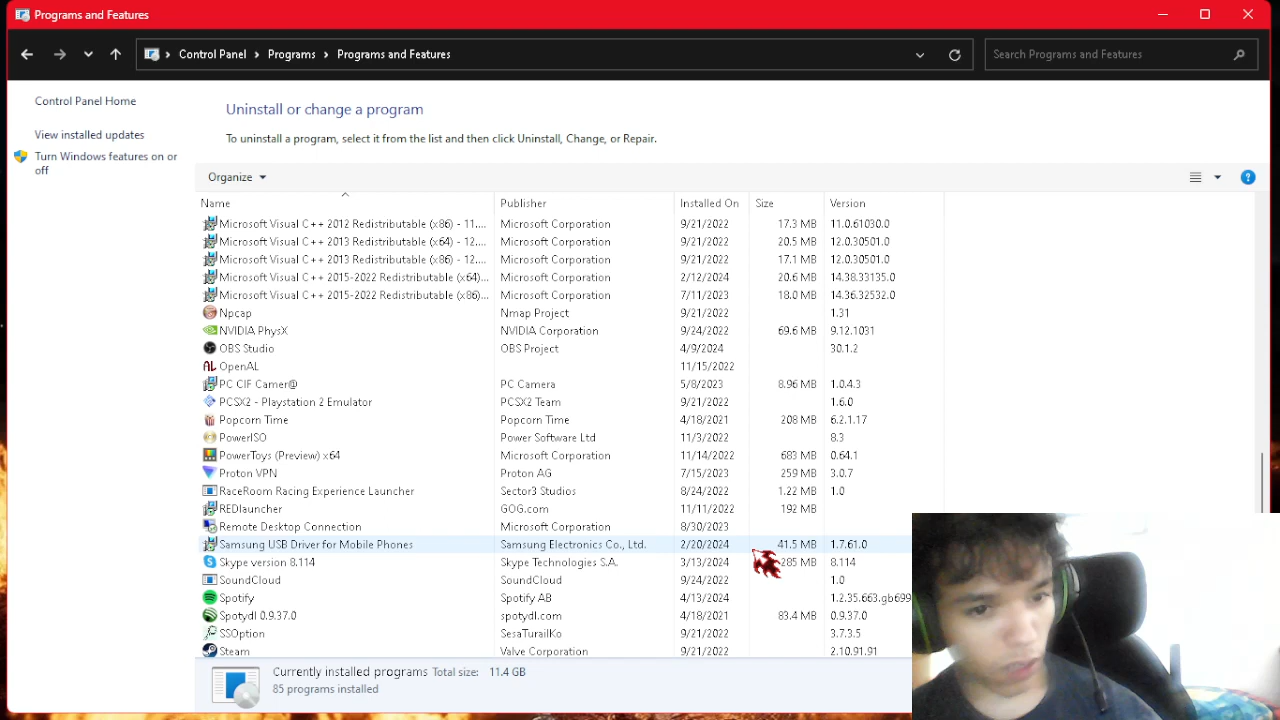 Programs and Features
Control Panel > Programs > Programs and Features
Search Programs and Features
Control Panel Home
View installed updates
Turn Windows features on or off
Uninstall or change a program
To uninstall a program, select it from the list and then click Uninstall, Change, or Repair.
Organize
Name Publisher Installed On Size Version
Microsoft Visual C++ 2012 Redistributable (x86) - 11.... Microsoft Corporation 9/21/2022 17.3 MB 11.0.61030.0
Microsoft Visual C++ 2013 Redistributable (x64) - 12.... Microsoft Corporation 9/21/2022 20.5 MB 12.0.30501.0
Microsoft Visual C++ 2013 Redistributable (x86) - 12.... Microsoft Corporation 9/21/2022 17.1 MB 12.0.30501.0
Microsoft Visual C++ 2015-2022 Redistributable (x64)... Microsoft Corporation 2/12/2024 20.6 MB 14.38.33135.0
Microsoft Visual C++ 2015-2022 Redistributable (x86)... Microsoft Corporation 7/11/2023 18.0 MB 14.36.32532.0
Npcap Nmap Project 9/21/2022 1.31
NVIDIA PhysX NVIDIA Corporation 9/24/2022 69.6 MB 9.12.1031
OBS Studio OBS Project 4/9/2024 30.1.2
OpenAL 11/15/2022
PC CIF Camer@ PC Camera 5/8/2023 8.96 MB 1.0.4.3
PCSX2 - Playstation 2 Emulator PCSX2 Team 9/21/2022 1.6.0
Popcorn Time Popcorn Time 4/18/2021 208 MB 6.2.1.17
PowerISO Power Software Ltd 11/3/2022 8.3
PowerToys (Preview) x64 Microsoft Corporation 11/14/2022 683 MB 0.64.1
Proton VPN Proton AG 7/15/2023 259 MB 3.0.7
RaceRoom Racing Experience Launcher Sector3 Studios 8/24/2022 1.22 MB 1.0
REDlauncher GOG.com 11/11/2022 192 MB
Remote Desktop Connection Microsoft Corporation 8/30/2023
Samsung USB Driver for Mobile Phones Samsung Electronics Co., Ltd. 2/20/2024 41.5 MB 1.7.61.0
Skype version 8.114 Skype Technologies S.A. 3/13/2024 285 MB 8.114
SoundCloud SoundCloud 9/24/2022 1.0
Spotify Spotify AB 4/13/2024 1.2.35.663.gb699
Spotydl 0.9.37.0 spotydl.com 4/18/2021 83.4 MB 0.9.37.0
SSOption SesaTurailKo 9/21/2022 3.7.3.5
Steam Valve Corporation 9/21/2022 2.10.91.91
Currently installed programs Total size: 11.4 GB
85 programs installed